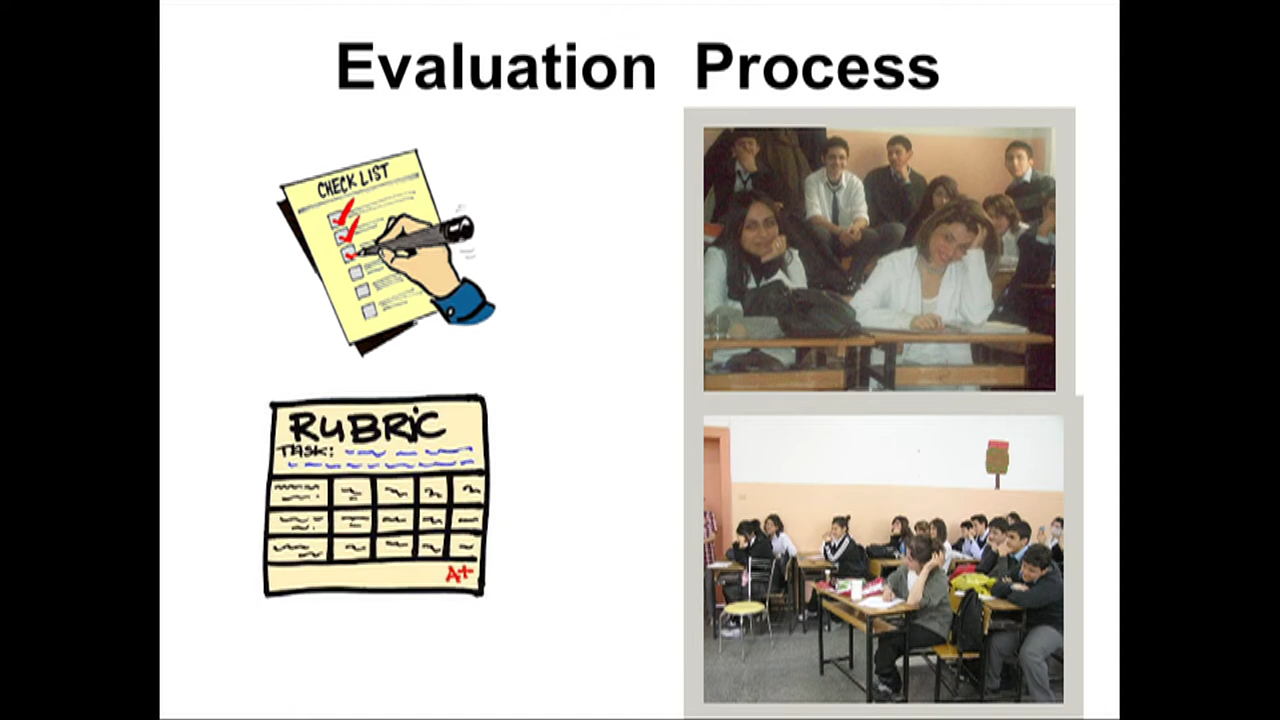 Evaluation Process
CHECK LIST
RUBRIC
TASK:
A+